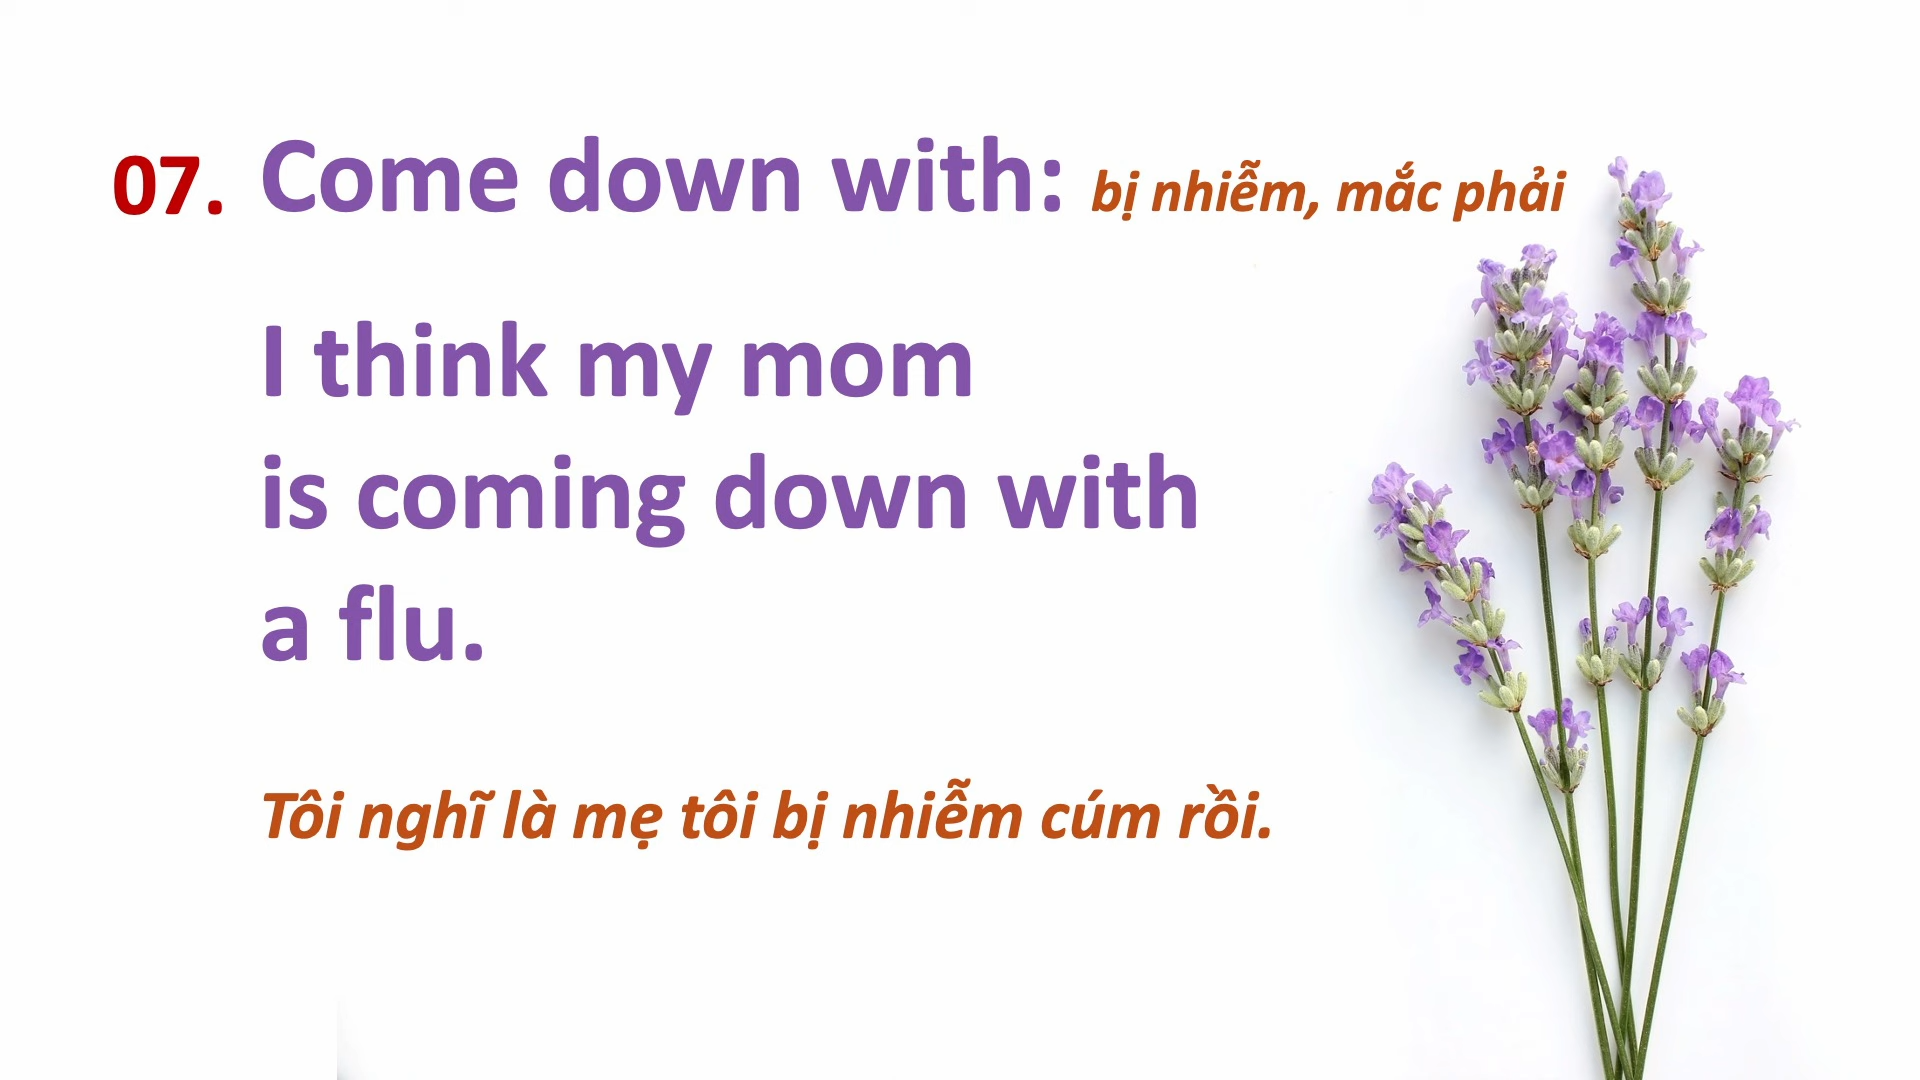 07. Come down with: bị nhiễm, mắc phải
I think my mom
is coming down with
a flu.
Tôi nghĩ là mẹ tôi bị nhiễm cúm rồi.